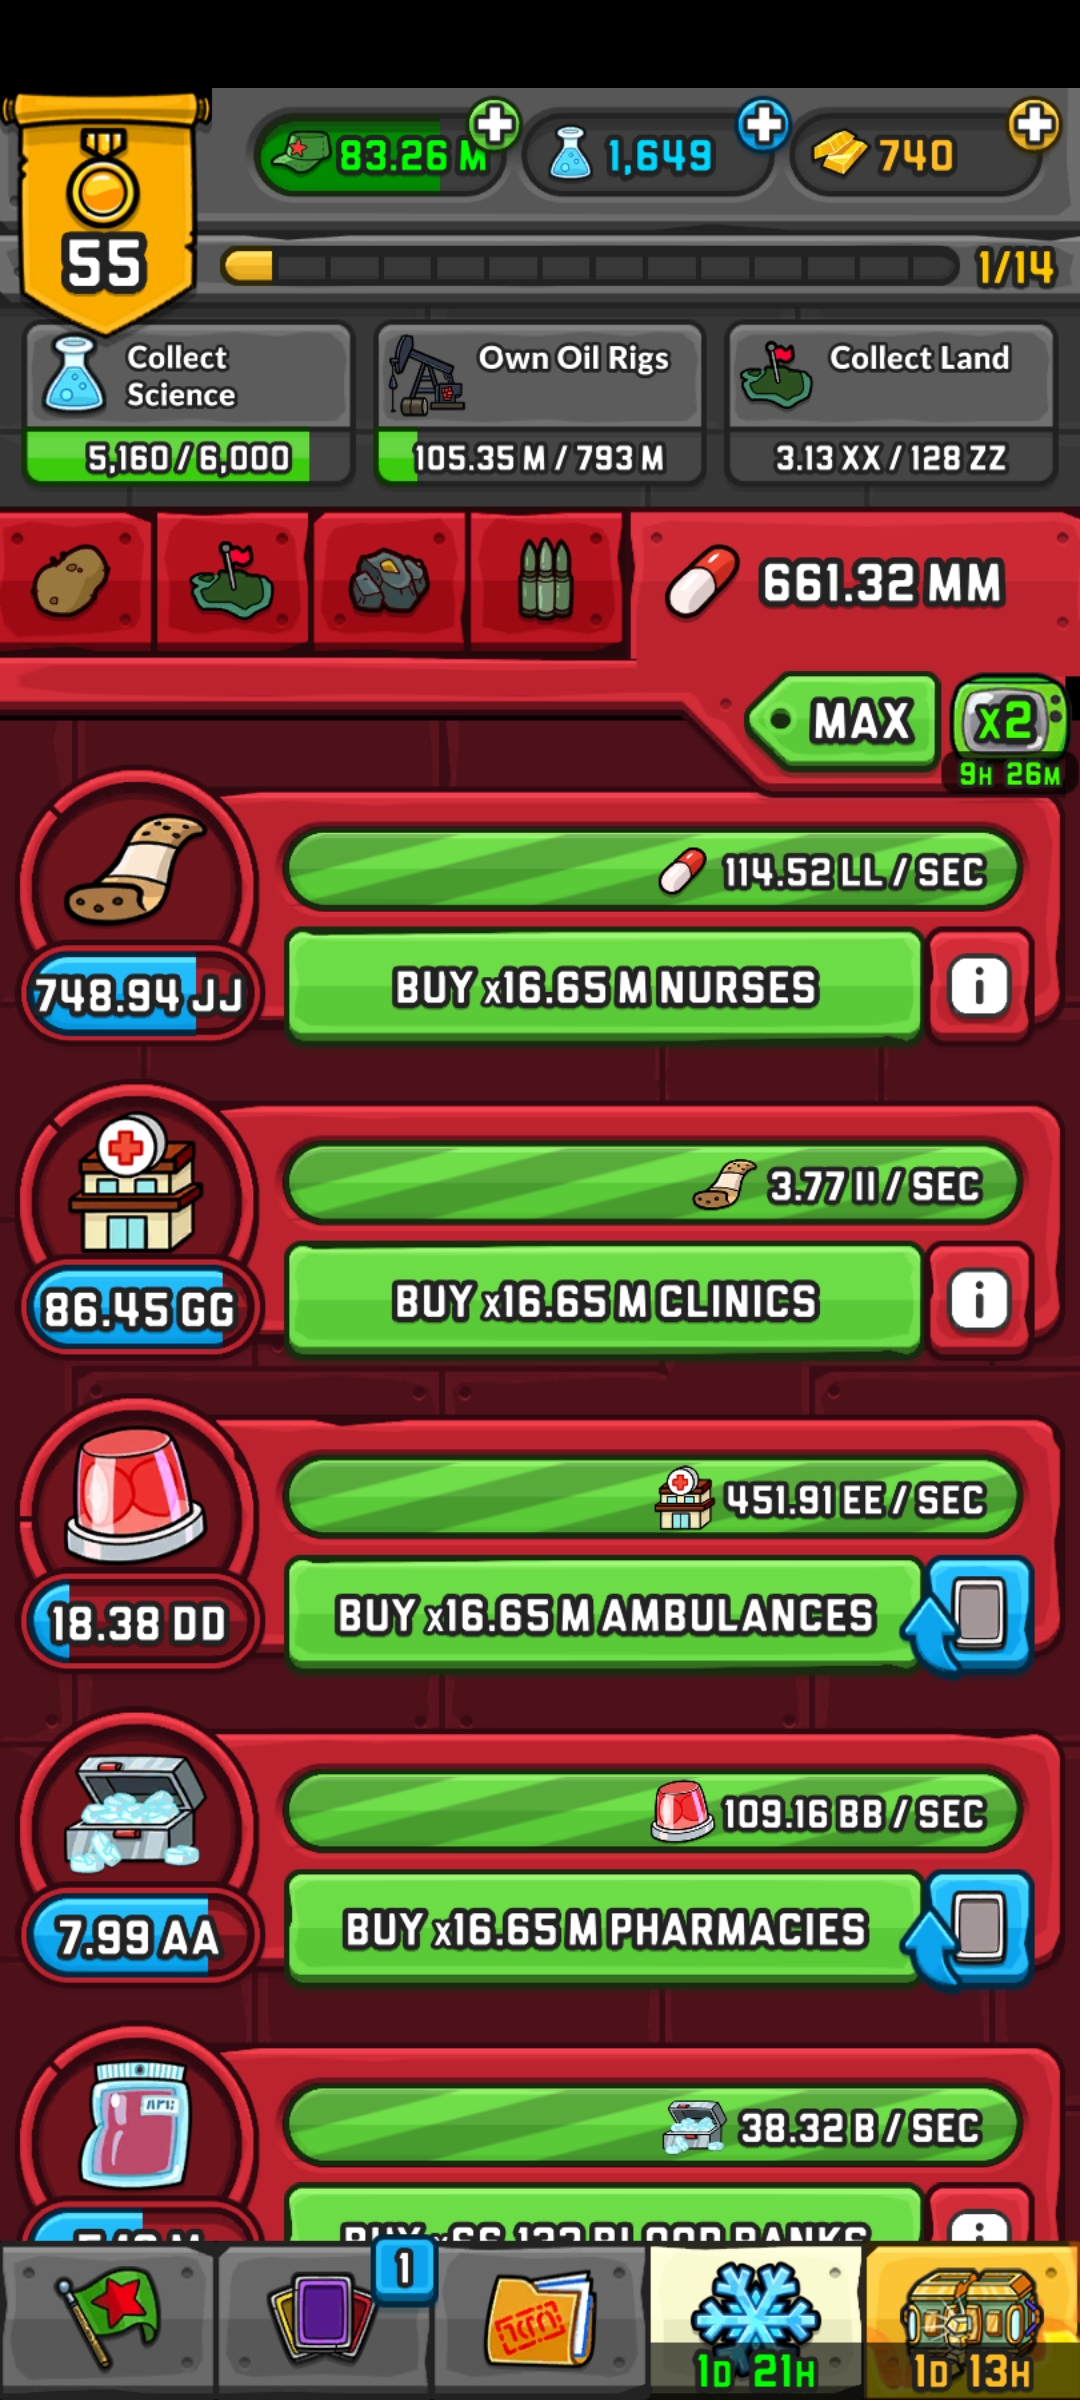 83.26 M
1,649
740
55
1/14
Collect
Science
5,160 / 6,000
Own Oil Rigs
105.35 M / 793 M
Collect Land
3.13 XX / 128 ZZ
661.32 MM
MAX
x2
9H 26M
114.52 LL / SEC
748.94 JJ
BUY x16.65 M NURSES
i
3.77 II / SEC
86.45 GG
BUY x16.65 M CLINICS
i
451.91 EE / SEC
18.38 DD
BUY x16.65 M AMBULANCES
109.16 BB / SEC
7.99 AA
BUY x16.65 M PHARMACIES
38.32 B / SEC
BLOOD BANKS
1
1D 21H
1D 13H